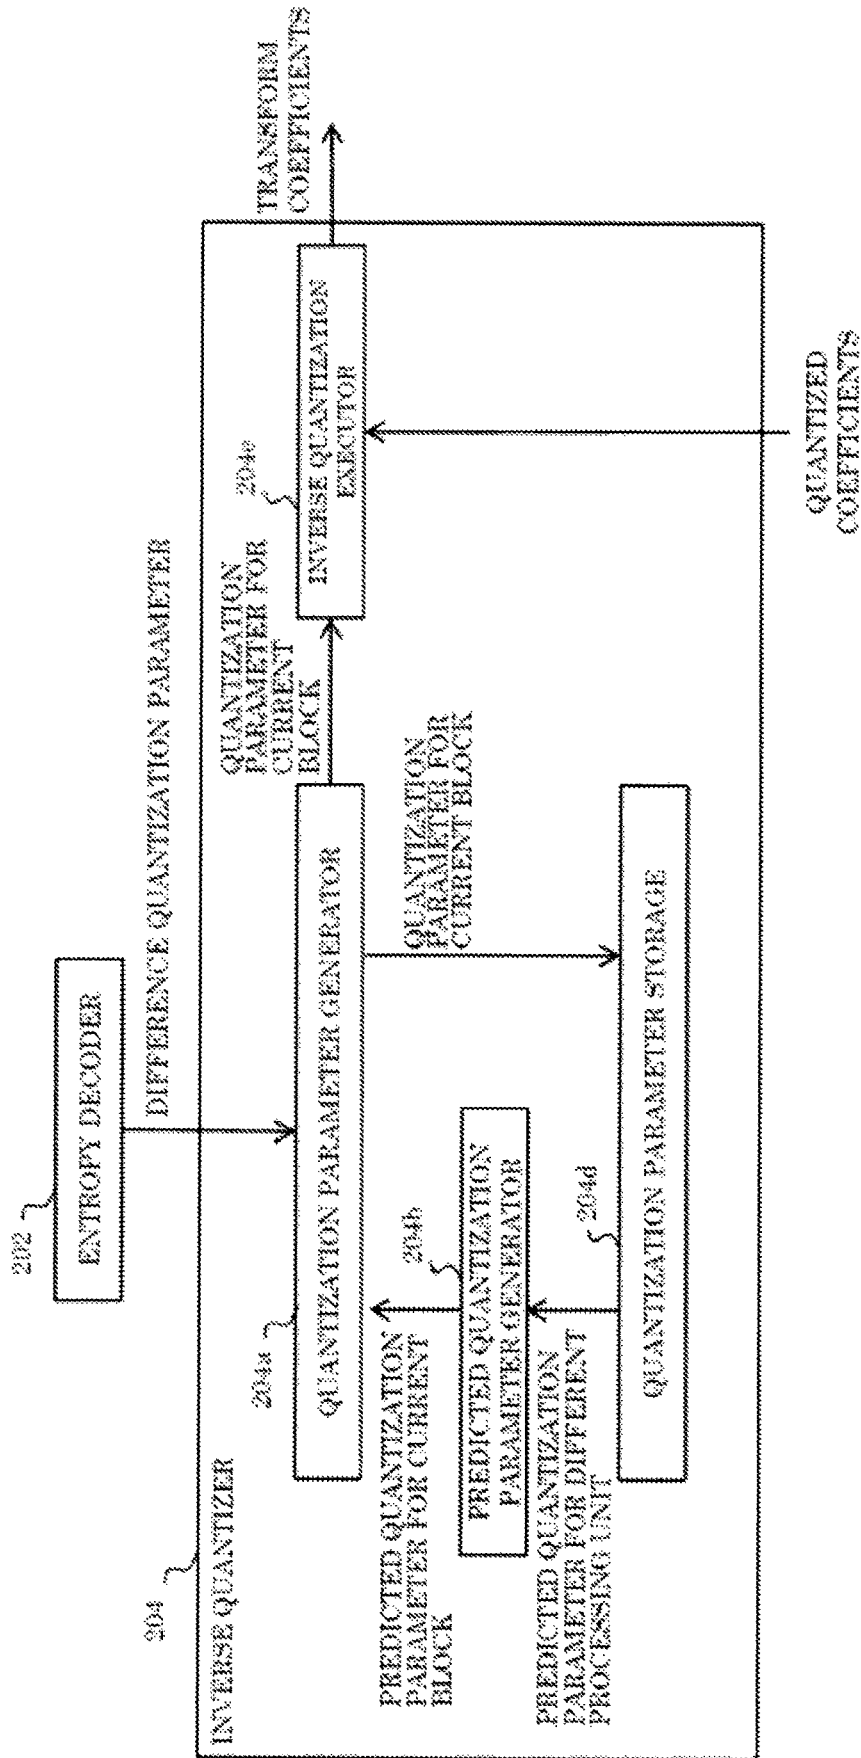 202
ENTROPY DECODER
DIFFERENCE QUANTIZATION PARAMETER
204
INVERSE QUANTIZER
204a
QUANTIZATION PARAMETER GENERATOR
QUANTIZATION
PARAMETER FOR
CURRENT
BLOCK
204e
INVERSE QUANTIZATION
EXECUTOR
TRANSFORM
COEFFICIENTS
PREDICTED QUANTIZATION
PARAMETER FOR CURRENT
BLOCK
204b
PREDICTED QUANTIZATION
PARAMETER GENERATOR
QUANTIZATION
PARAMETER FOR
CURRENT BLOCK
PREDICTED QUANTIZATION
PARAMETER FOR DIFFERENT
PROCESSING UNIT
204d
QUANTIZATION PARAMETER STORAGE
QUANTIZED
COEFFICIENTS